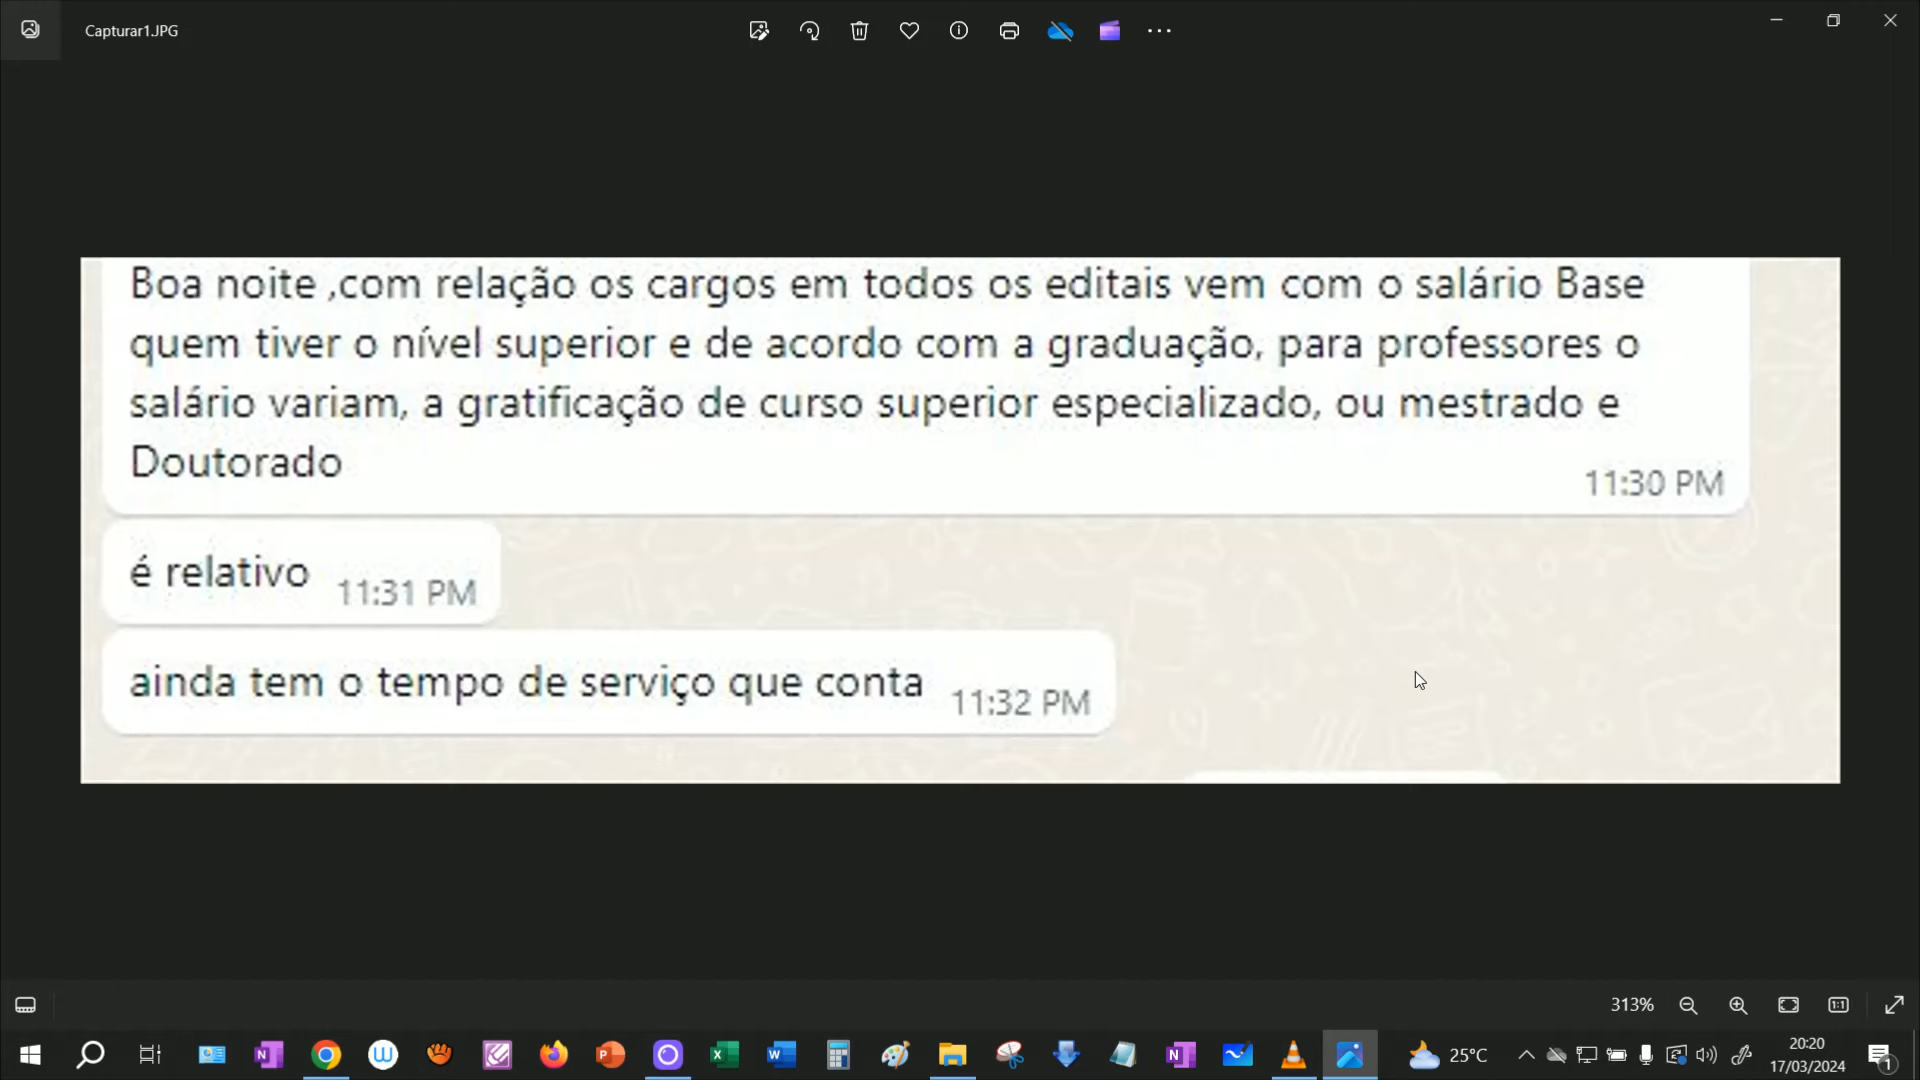 Capturar1.JPG
Boa noite ,com relação os cargos em todos os editais vem com o salário Base
quem tiver o nível superior e de acordo com a graduação, para professores o
salário variam, a gratificação de curso superior especializado, ou mestrado e
Doutorado
11:30 PM
é relativo 11:31 PM
ainda tem o tempo de serviço que conta 11:32 PM
313%
25°C
20:20
17/03/2024
1